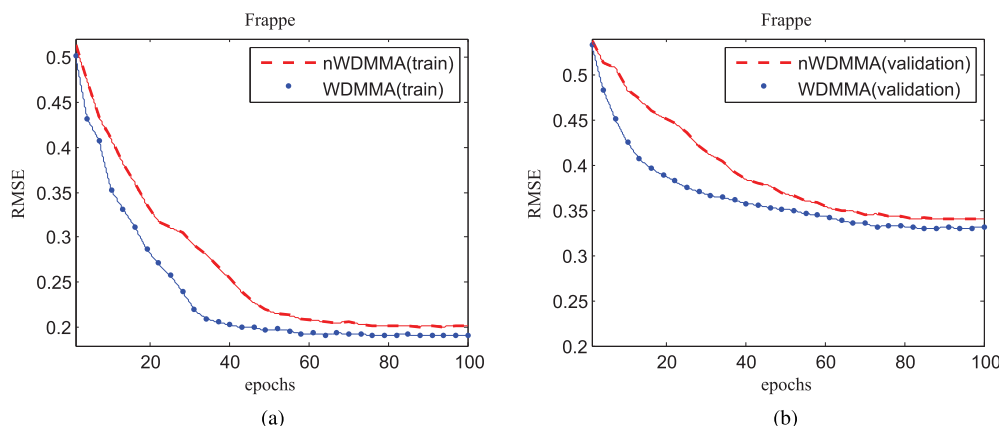 Frappe
0.5
0.45
0.4
0.35
0.3
0.25
0.2
RMSE
nWDMMA(train)
WDMMA(train)
20
40
60
80
100
epochs
(a)
Frappe
0.5
0.45
0.4
0.35
0.3
0.25
0.2
RMSE
nWDMMA(validation)
WDMMA(validation)
20
40
60
80
100
epochs
(b)